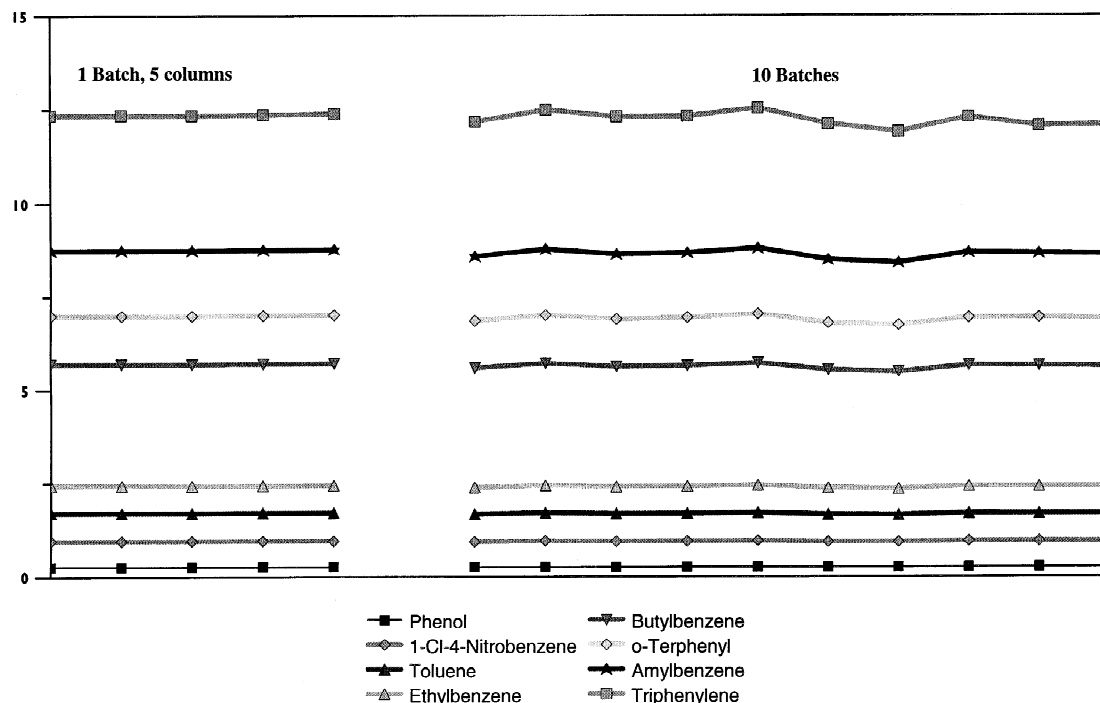 15
1 Batch, 5 columns
10 Batches
10
5
0
Phenol
1-Cl-4-Nitrobenzene
Toluene
Ethylbenzene
Butylbenzene
o-Terphenyl
Amylbenzene
Triphenylene